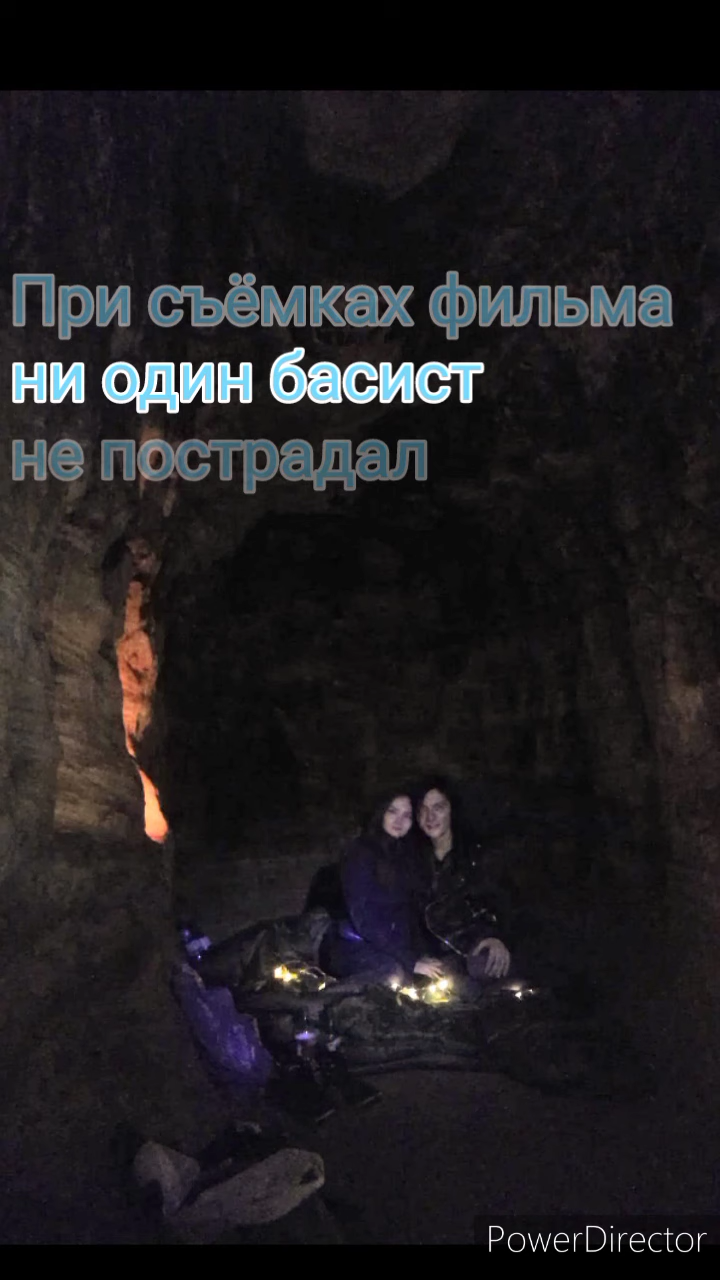 При съёмках фильма
ни один басист
не пострадал
PowerDirector